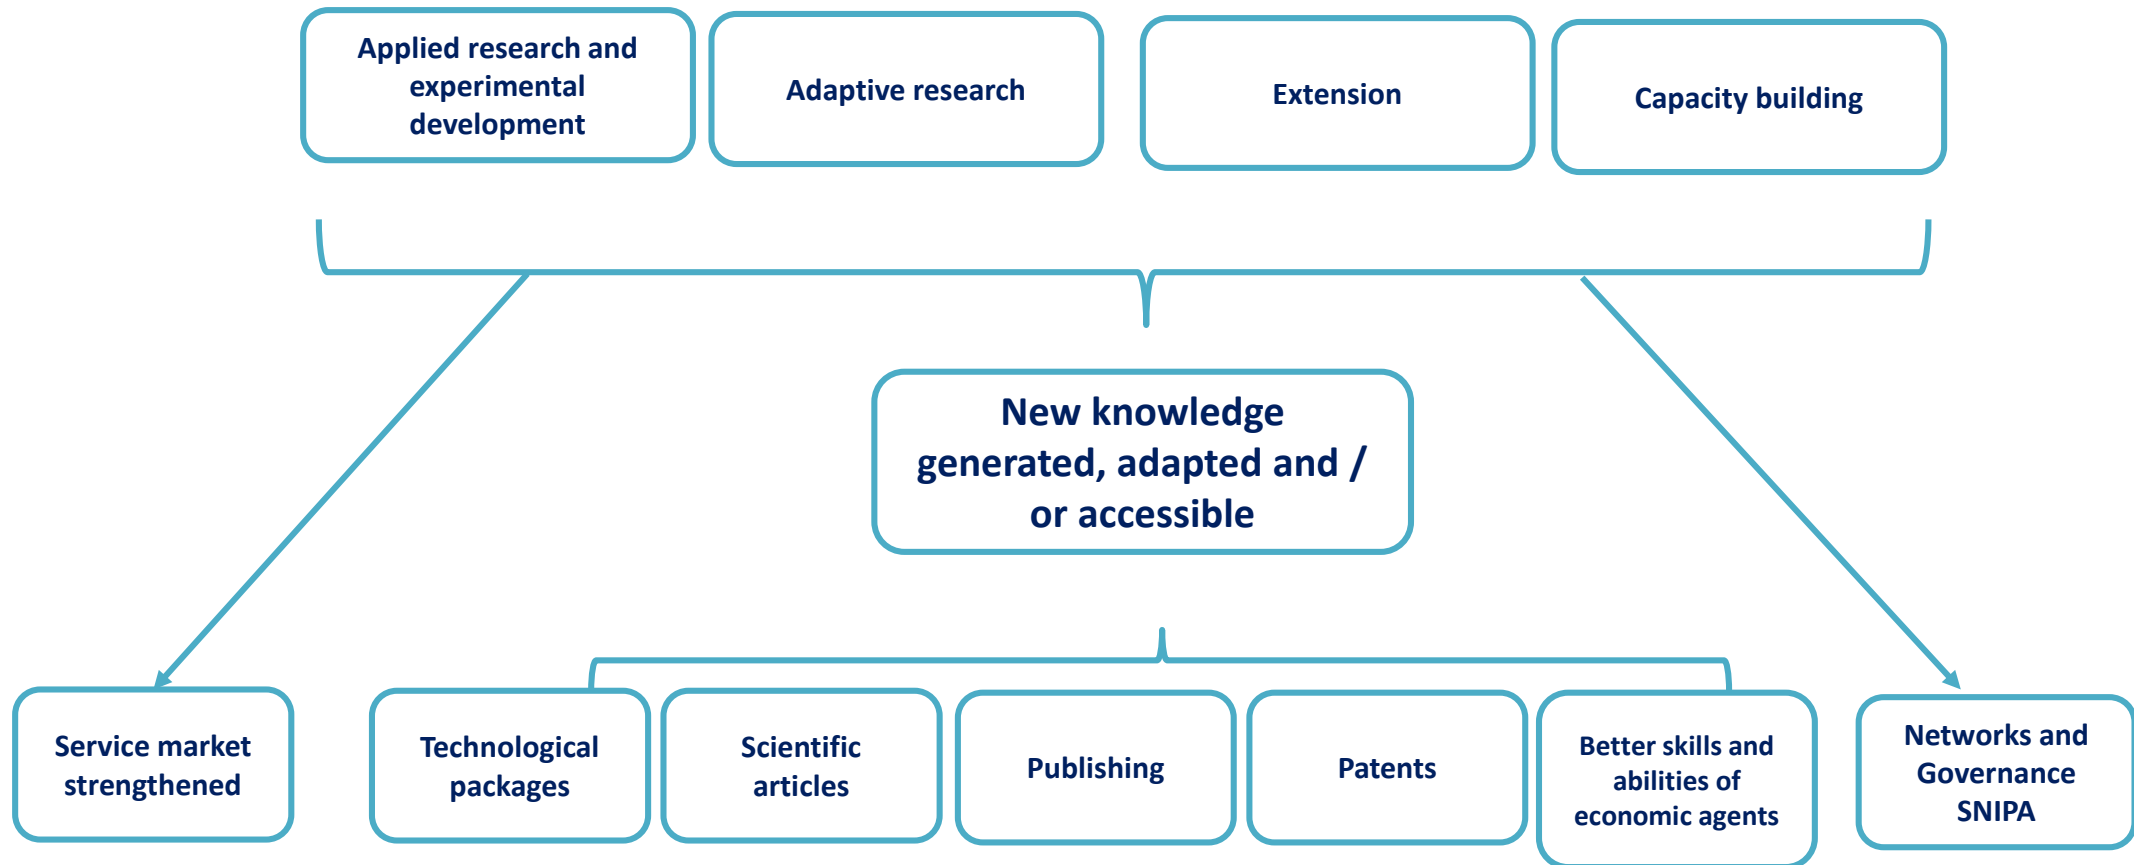 Applied research and
experimental
development
Adaptive research
Extension
Capacity building
New knowledge
generated, adapted and /
or accessible
Service market
strengthened
Technological
packages
Scientific
articles
Publishing
Patents
Better skills and
abilities of
economic agents
Networks and
Governance
SNIPA